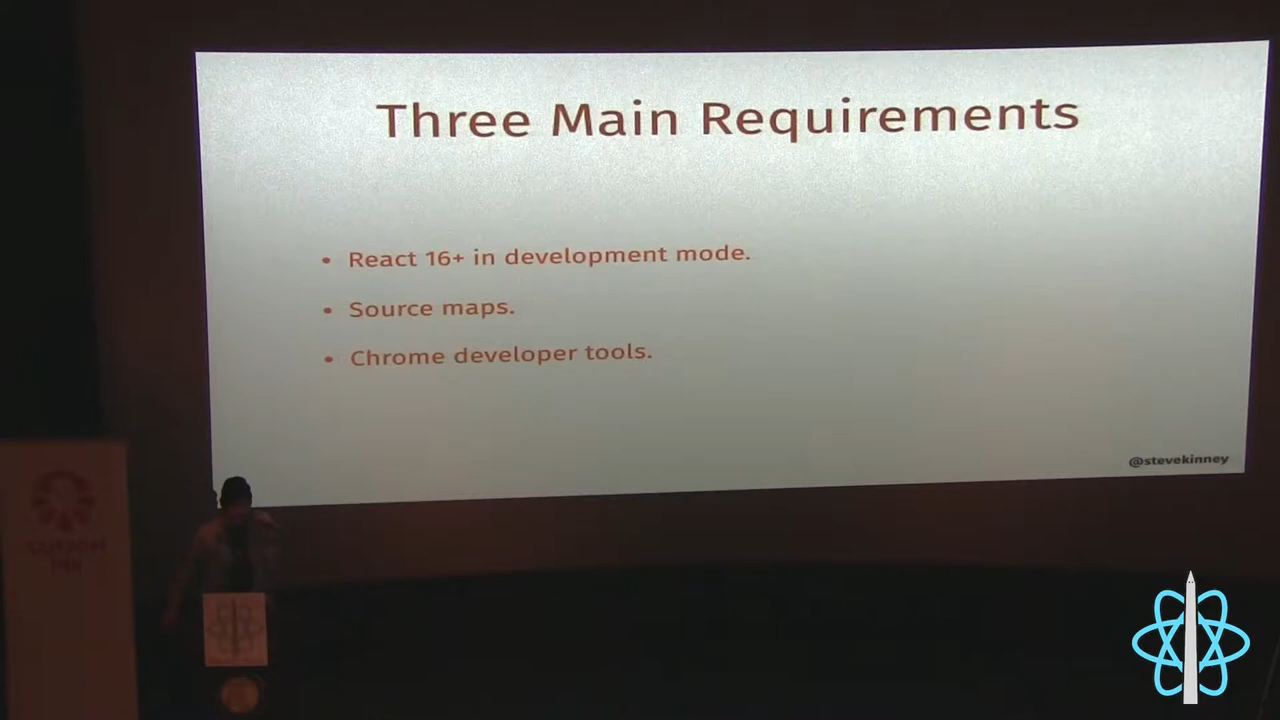 Three Main Requirements
• React 16+ in development mode.
• Source maps.
• Chrome developer tools.
@stevekinney